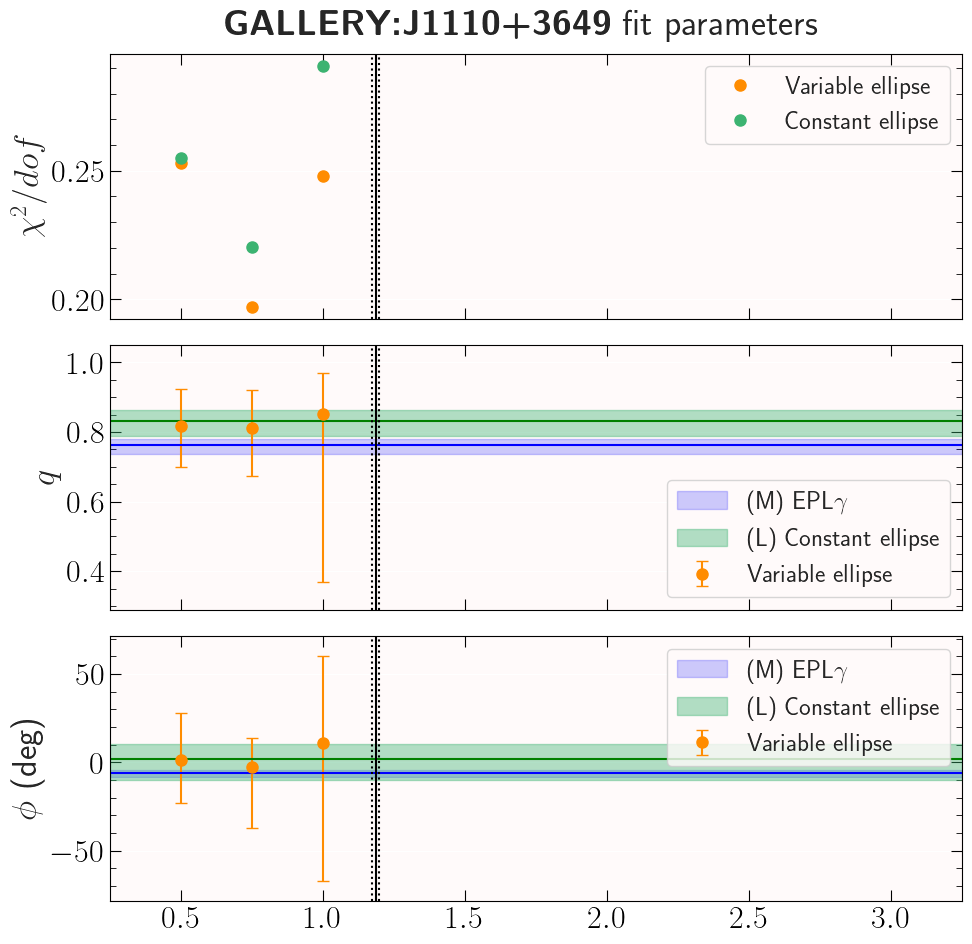 GALLERY:J1110+3649 fit parameters
χ²/dof
0.25
0.20
Variable ellipse
Constant ellipse
q
1.0
0.8
0.6
0.4
(M) EPLγ
(L) Constant ellipse
Variable ellipse
ϕ (deg)
50
0
−50
(M) EPLγ
(L) Constant ellipse
Variable ellipse
0.5 1.0 1.5 2.0 2.5 3.0